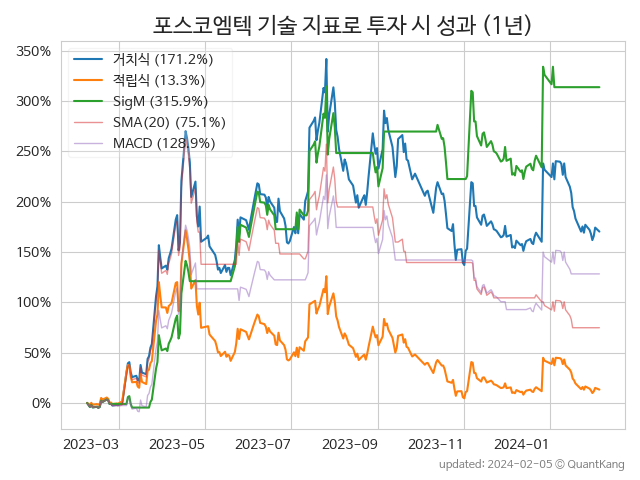 포스코엠텍 기술 지표로 투자 시 성과 (1년)
350%
300%
250%
200%
150%
100%
50%
0%
거치식 (171.2%)
적립식 (13.3%)
SigM (315.9%)
SMA(20) (75.1%)
MACD (128.9%)
2023-03 2023-05 2023-07 2023-09 2023-11 2024-01
updated: 2024-02-05 ⓒ QuantKang